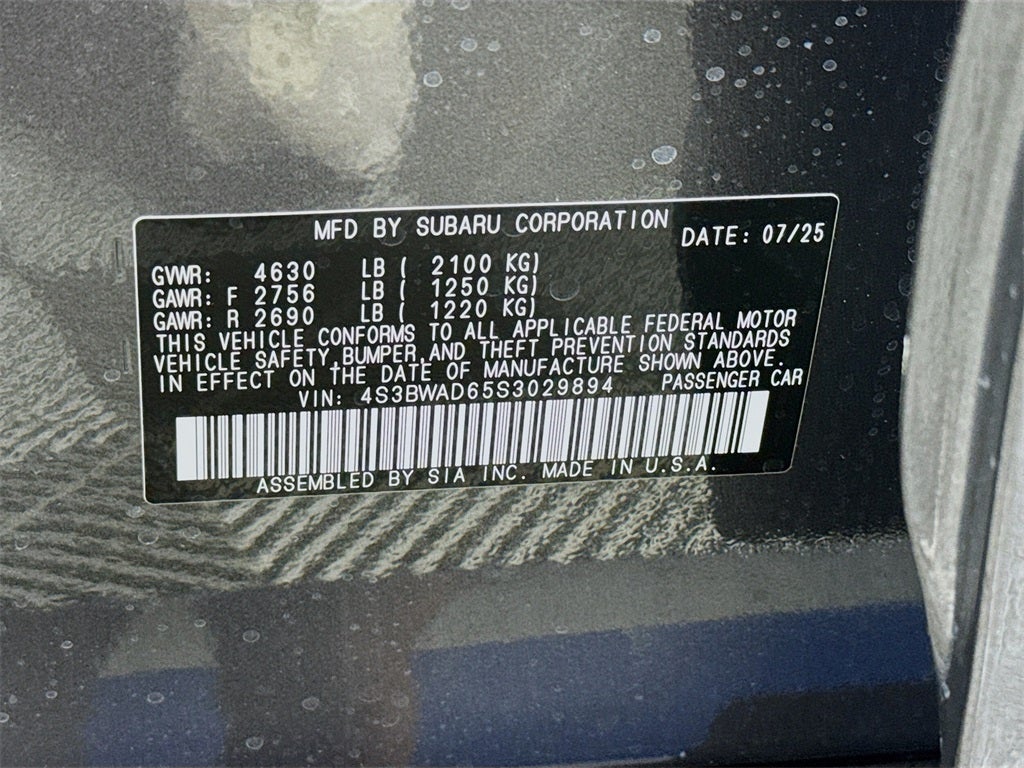 MFD BY SUBARU CORPORATION DATE: 07/25
GVWR: 4630 LB ( 2100 KG)
GAWR: F 2756 LB ( 1250 KG)
GAWR: R 2690 LB ( 1220 KG)
THIS VEHICLE CONFORMS TO ALL APPLICABLE FEDERAL MOTOR
VEHICLE SAFETY,BUMPER,AND THEFT PREVENTION STANDARDS
IN EFFECT ON THE DATE OF MANUFACTURE SHOWN ABOVE.
VIN: 4S3BWAD65S3029894 PASSENGER CAR
ASSEMBLED BY SIA INC. MADE IN U.S.A.